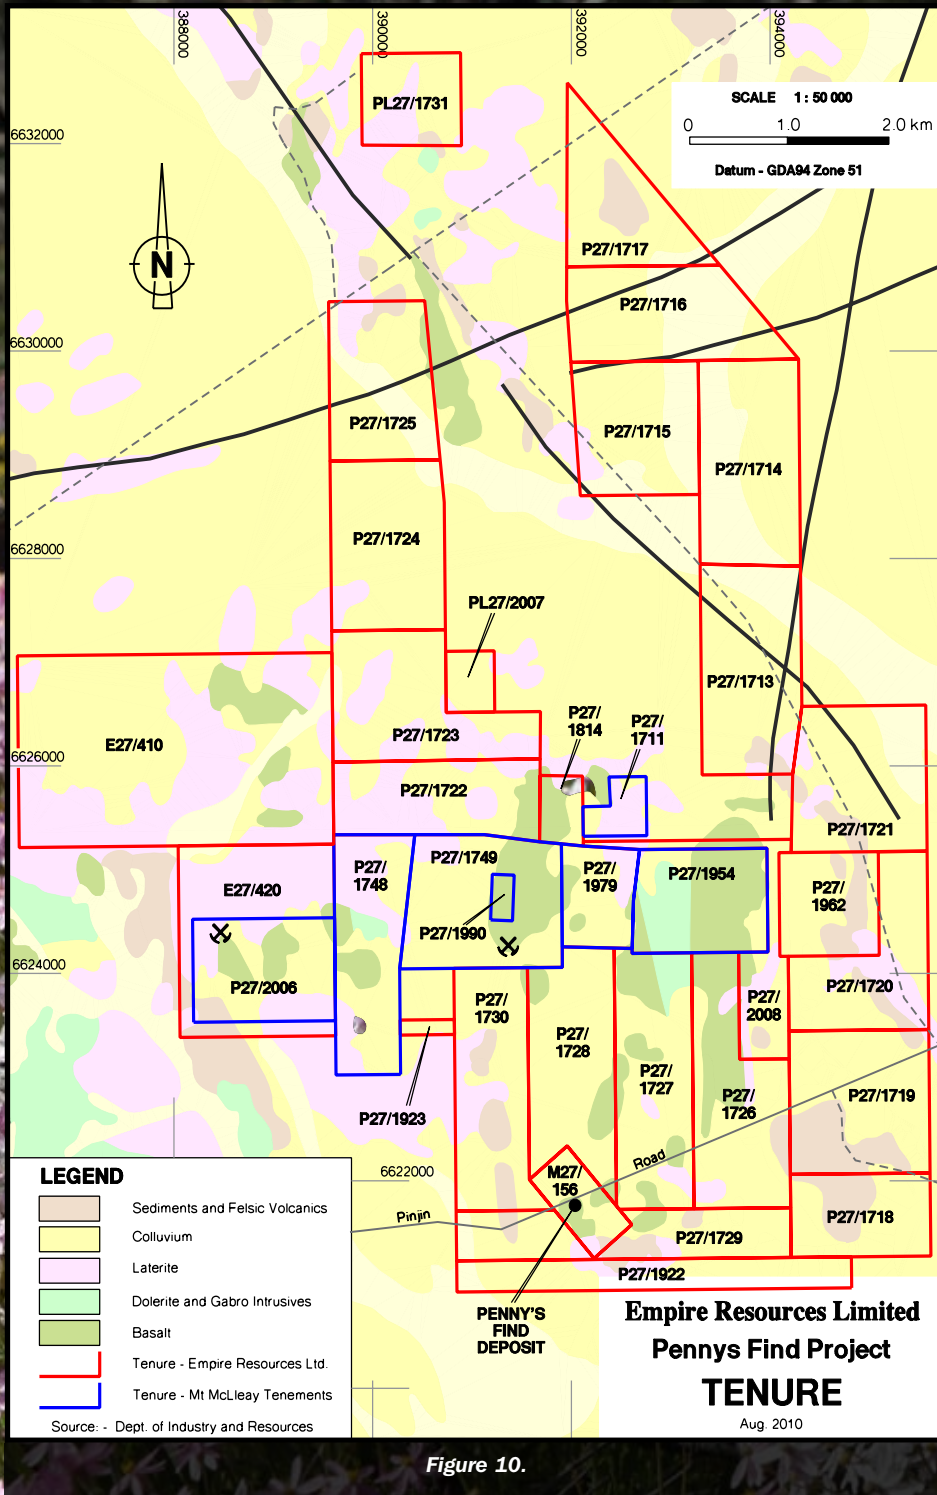 388000
390000
392000
394000
SCALE 1 : 50 000
0 1.0 2.0 km
Datum - GDA94 Zone 51
6632000
6630000
6628000
6626000
6624000
6622000
N
PL27/1731
P27/1717
P27/1716
P27/1725
P27/1715
P27/1714
P27/1724
PL27/2007
P27/1713
E27/410
P27/1723
P27/
1814
P27/
1711
P27/1722
P27/1721
P27/
1748
P27/1749
P27/
1979
P27/1954
E27/420
P27/
1962
P27/1990
P27/2006
P27/1720
P27/
1730
P27/
2008
P27/
1728
P27/
1727
P27/
1726
P27/1719
P27/1923
Road
M27/
156
Pinjin
P27/1718
P27/1729
P27/1922
PENNY'S
FIND
DEPOSIT
LEGEND
Sediments and Felsic Volcanics
Colluvium
Laterite
Dolerite and Gabro Intrusives
Basalt
Tenure - Empire Resources Ltd.
Tenure - Mt McLleay Tenements
Source: - Dept. of Industry and Resources
Empire Resources Limited
Pennys Find Project
TENURE
Aug. 2010
Figure 10.